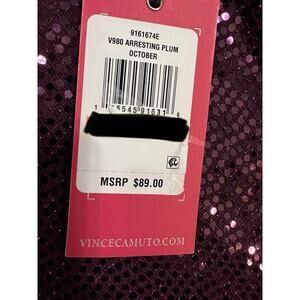 9161674E
V980 ARRESTING PLUM
OCTOBER
MSRP $89.00
VINCECAMUTO.COM